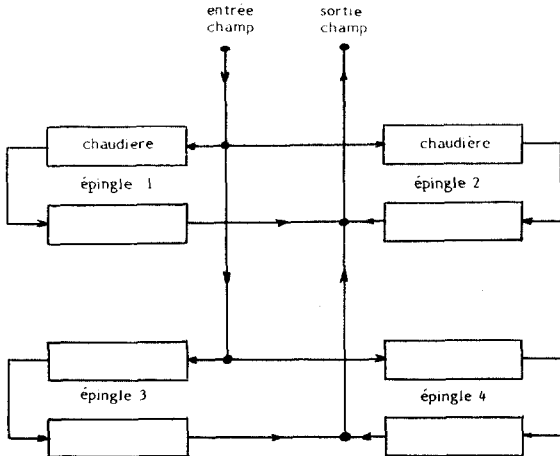 entrée
champ
sortie
champ
chaudière
chaudière
épingle 1
épingle 2
épingle 3
épingle 4